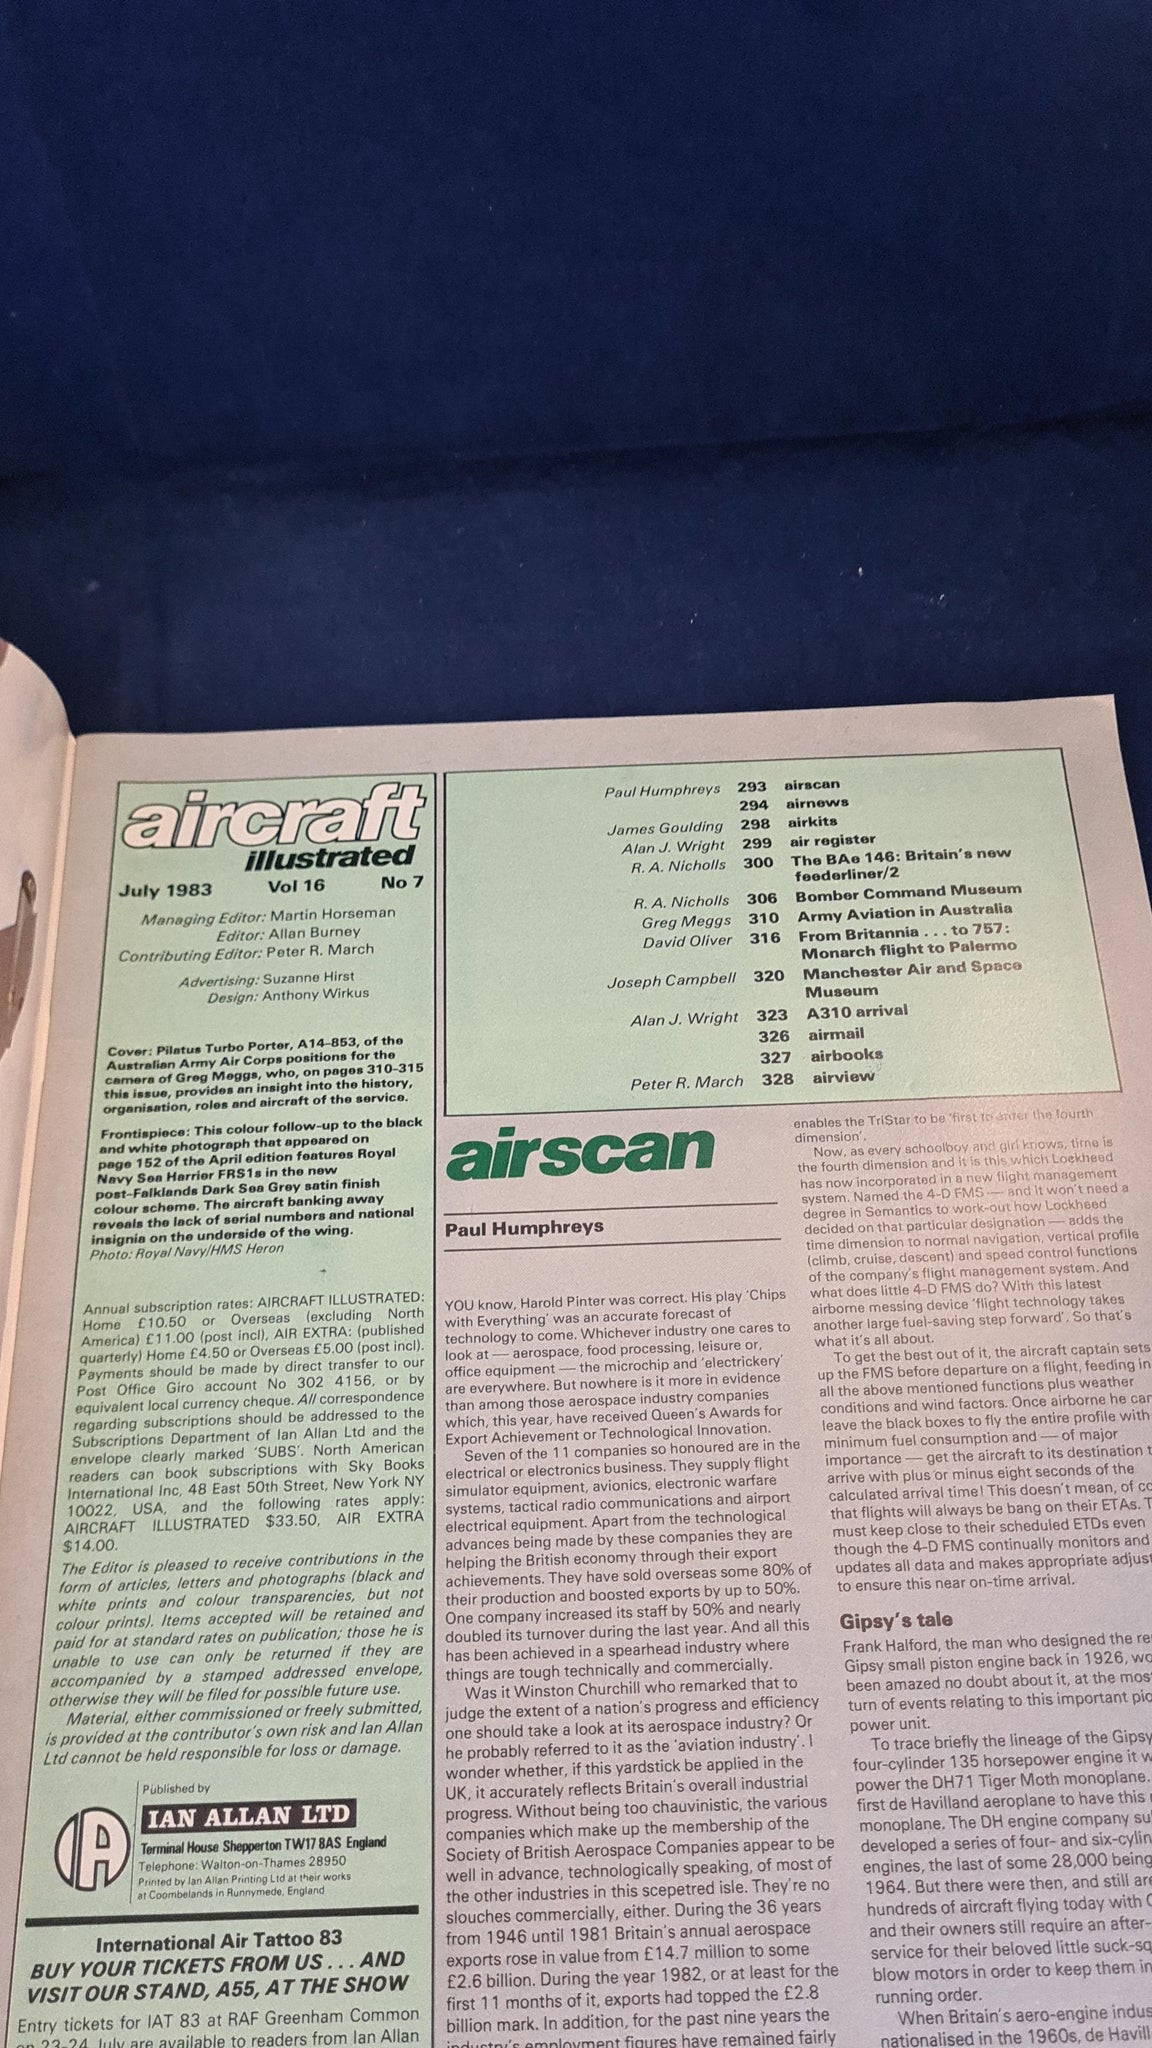 aircraft
illustrated
July 1983 Vol 16 No 7
Managing Editor: Martin Horseman
Editor: Allan Burney
Contributing Editor: Peter R. March
Advertising: Suzanne Hirst
Design: Anthony Wirkus
Cover: Pilatus Turbo Porter, A14-853, of the
Australian Army Air Corps positions for the
camera of Greg Meggs, who, on pages 310-315
this issue, provides an insight into the history,
organisation, roles and aircraft of the service.
Frontispiece: This colour follow-up to the black
and white photograph that appeared on
page 152 of the April edition features Royal
Navy Sea Harrier FRS1s in the new
post-Falklands Dark Sea Grey satin finish
colour scheme. The aircraft banking away
reveals the lack of serial numbers and national
insignia on the underside of the wing.
Photo: Royal Navy/HMS Heron
Annual subscription rates: AIRCRAFT ILLUSTRATED:
Home £10.50 or Overseas (excluding North
America) £11.00 (post incl), AIR EXTRA: (published
quarterly) Home £4.50 or Overseas £5.00 (post incl).
Payments should be made by direct transfer to our
Post Office Giro account No 302 4156, or by
equivalent local currency cheque. All correspondence
regarding subscriptions should be addressed to the
Subscriptions Department of Ian Allan Ltd and the
envelope clearly marked 'SUBS'. North American
readers can book subscriptions with Sky Books
International Inc, 48 East 50th Street, New York NY
10022, USA, and the following rates apply:
AIRCRAFT ILLUSTRATED $33.50, AIR EXTRA
$14.00.
The Editor is pleased to receive contributions in the
form of articles, letters and photographs (black and
white prints and colour transparencies, but not
colour prints). Items accepted will be retained and
paid for at standard rates on publication; those he is
unable to use can only be returned if they are
accompanied by a stamped addressed envelope,
otherwise they will be filed for possible future use.
Material, either commissioned or freely submitted,
is provided at the contributor's own risk and Ian Allan
Ltd cannot be held responsible for loss or damage.
Published by
IA
IAN ALLAN LTD
Terminal House Shepperton TW17 8AS England
Telephone: Walton-on-Thames 28950
Printed by Ian Allan Printing Ltd at their works
at Coombelands in Runnymede, England
International Air Tattoo 83
BUY YOUR TICKETS FROM US . . . AND
VISIT OUR STAND, A55, AT THE SHOW
Entry tickets for IAT 83 at RAF Greenham Common
on 23-24 July are available to readers from Ian Allan
Paul Humphreys 293 airscan
294 airnews
James Goulding 298 airkits
Alan J. Wright 299 air register
R. A. Nicholls 300 The BAe 146: Britain's new
feederliner/2
R. A. Nicholls 306 Bomber Command Museum
Greg Meggs 310 Army Aviation in Australia
David Oliver 316 From Britannia . . . to 757:
Monarch flight to Palermo
Joseph Campbell 320 Manchester Air and Space
Museum
Alan J. Wright 323 A310 arrival
326 airmail
327 airbooks
Peter R. March 328 airview
airscan
Paul Humphreys
YOU know, Harold Pinter was correct. His play 'Chips
with Everything' was an accurate forecast of
technology to come. Whichever industry one cares to
look at — aerospace, food processing, leisure or,
office equipment — the microchip and 'electrickery'
are everywhere. But nowhere is it more in evidence
than among those aerospace industry companies
which, this year, have received Queen's Awards for
Export Achievement or Technological Innovation.
Seven of the 11 companies so honoured are in the
electrical or electronics business. They supply flight
simulator equipment, avionics, electronic warfare
systems, tactical radio communications and airport
electrical equipment. Apart from the technological
advances being made by these companies they are
helping the British economy through their export
achievements. They have sold overseas some 80% of
their production and boosted exports by up to 50%.
One company increased its staff by 50% and nearly
doubled its turnover during the last year. And all this
has been achieved in a spearhead industry where
things are tough technically and commercially.
Was it Winston Churchill who remarked that to
judge the extent of a nation's progress and efficiency
one should take a look at its aerospace industry? Or
he probably referred to it as the 'aviation industry'. I
wonder whether, if this yardstick be applied in the
UK, it accurately reflects Britain's overall industrial
progress. Without being too chauvinistic, the various
companies which make up the membership of the
Society of British Aerospace Companies appear to be
well in advance, technologically speaking, of most of
the other industries in this scepetred isle. They're no
slouches commercially, either. During the 36 years
from 1946 until 1981 Britain's annual aerospace
exports rose in value from £14.7 million to some
£2.6 billion. During the year 1982, or at least for the
first 11 months of it, exports had topped the £2.8
billion mark. In addition, for the past nine years the
industry's employment figures have remained fairly
enables the TriStar to be 'first to enter the fourth
dimension'.
Now, as every schoolboy and girl knows, time is
the fourth dimension and it is this which Lockheed
has now incorporated in a new flight management
system. Named the 4-D FMS — and it won't need a
degree in Semantics to work-out how Lockheed
decided on that particular designation — adds the
time dimension to normal navigation, vertical profile
(climb, cruise, descent) and speed control functions
of the company's flight management system. And
what does little 4-D FMS do? With this latest
airborne messing device 'flight technology takes
another large fuel-saving step forward'. So that's
what it's all about.
To get the best out of it, the aircraft captain sets
up the FMS before departure on a flight, feeding in
all the above mentioned functions plus weather
conditions and wind factors. Once airborne he can
leave the black boxes to fly the entire profile with
minimum fuel consumption and — of major
importance — get the aircraft to its destination t
arrive with plus or minus eight seconds of the
calculated arrival time! This doesn't mean, of co
that flights will always be bang on their ETAs. T
must keep close to their scheduled ETDs even
though the 4-D FMS continually monitors and
updates all data and makes appropriate adjust
to ensure this near on-time arrival.
Gipsy's tale
Frank Halford, the man who designed the re
Gipsy small piston engine back in 1926, wo
been amazed no doubt about it, at the mos
turn of events relating to this important pio
power unit.
To trace briefly the lineage of the Gipsy
four-cylinder 135 horsepower engine it w
power the DH71 Tiger Moth monoplane.
first de Havilland aeroplane to have this
monoplane. The DH engine company su
developed a series of four- and six-cylin
engines, the last of some 28,000 being
1964. But there were then, and still are
hundreds of aircraft flying today with G
and their owners still require an after-
service for their beloved little suck-sq
blow motors in order to keep them in
running order.
When Britain's aero-engine indus
nationalised in the 1960s, de Havill